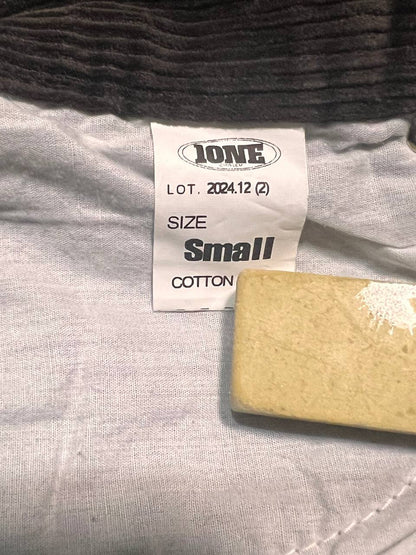 IONE
LOT. 2024.12 (2)
SIZE
Small
COTTON